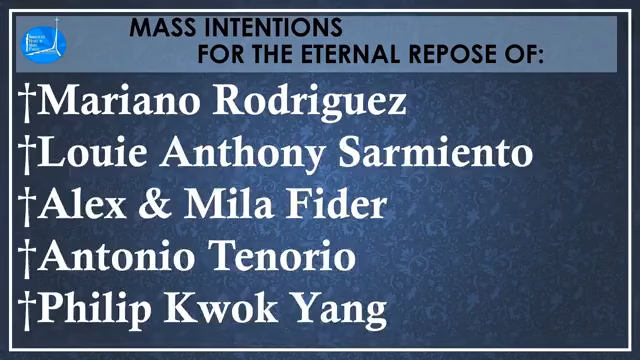 MASS INTENTIONS
FOR THE ETERNAL REPOSE OF:
†Mariano Rodriguez
†Louie Anthony Sarmiento
†Alex & Mila Fider
†Antonio Tenorio
†Philip Kwok Yang